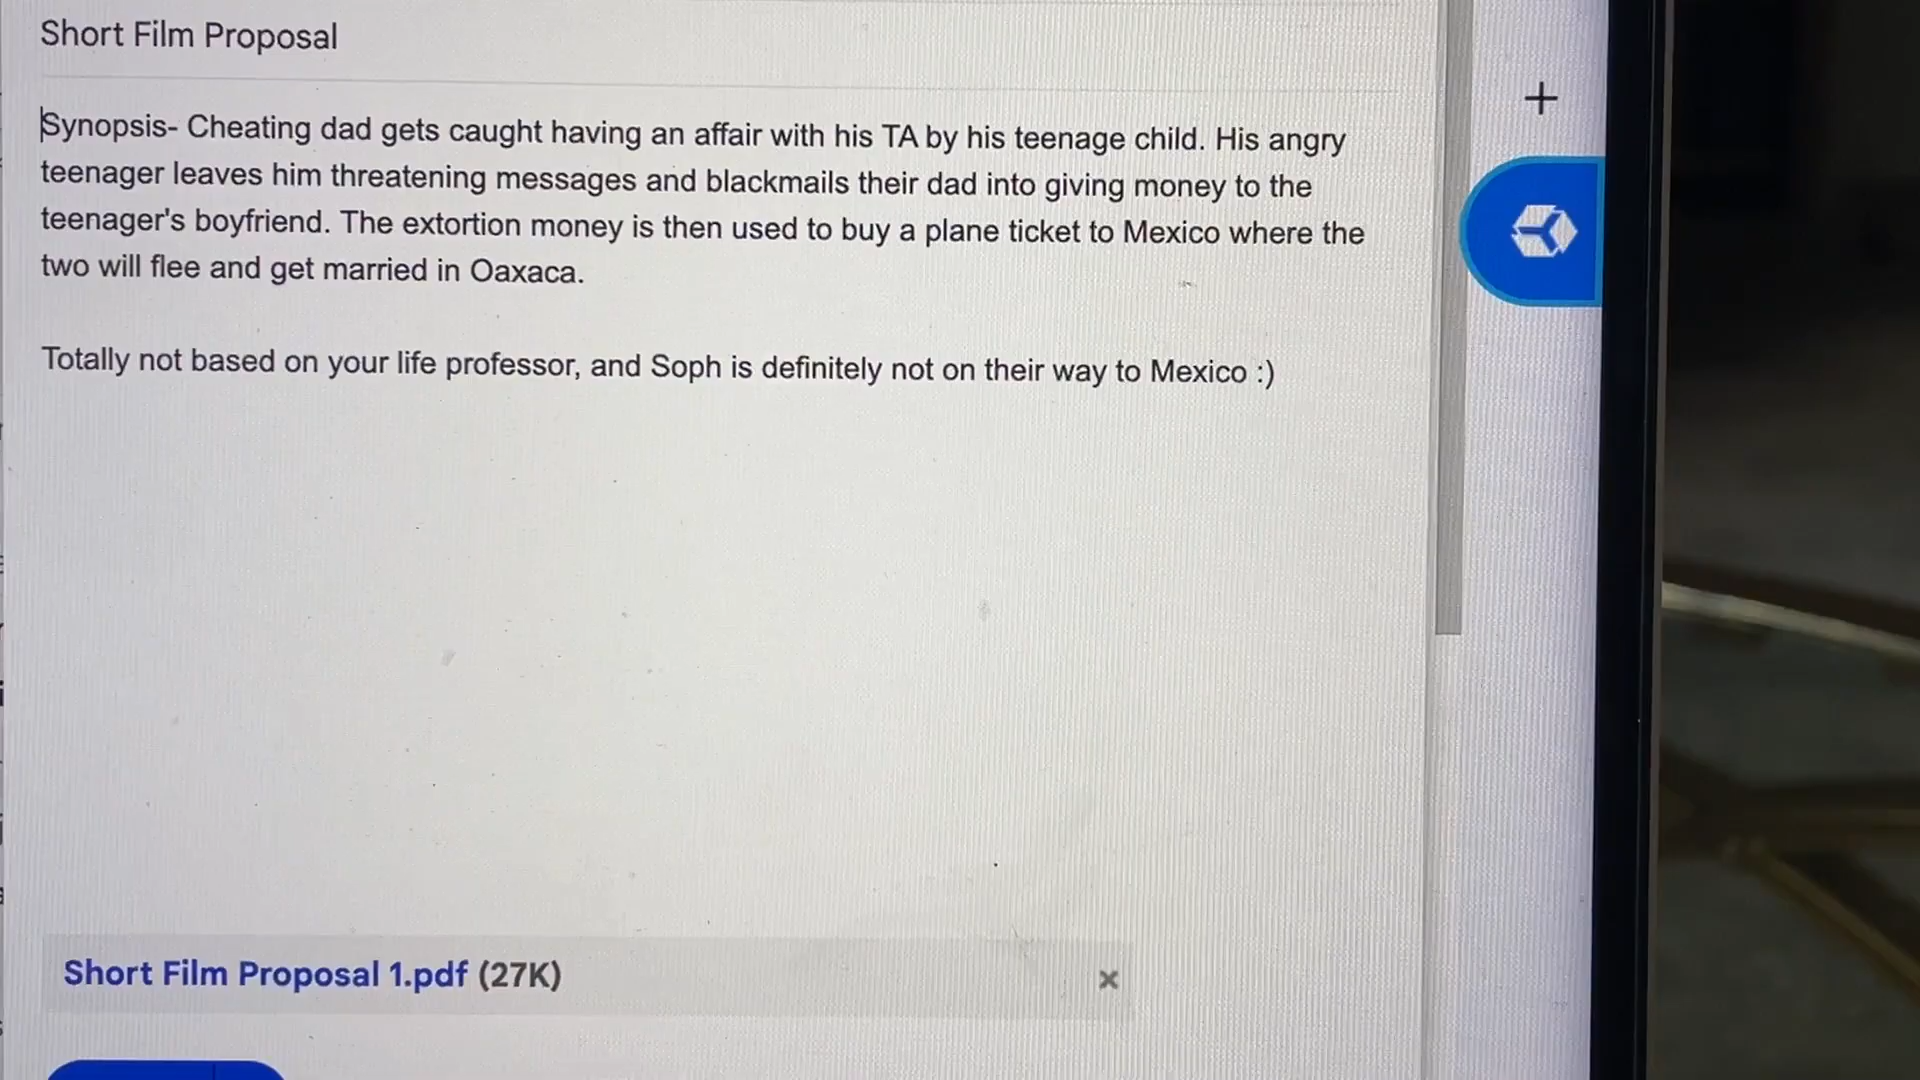 Short Film Proposal
Synopsis- Cheating dad gets caught having an affair with his TA by his teenage child. His angry
teenager leaves him threatening messages and blackmails their dad into giving money to the
teenager's boyfriend. The extortion money is then used to buy a plane ticket to Mexico where the
two will flee and get married in Oaxaca.
Totally not based on your life professor, and Soph is definitely not on their way to Mexico :)
Short Film Proposal 1.pdf (27K)